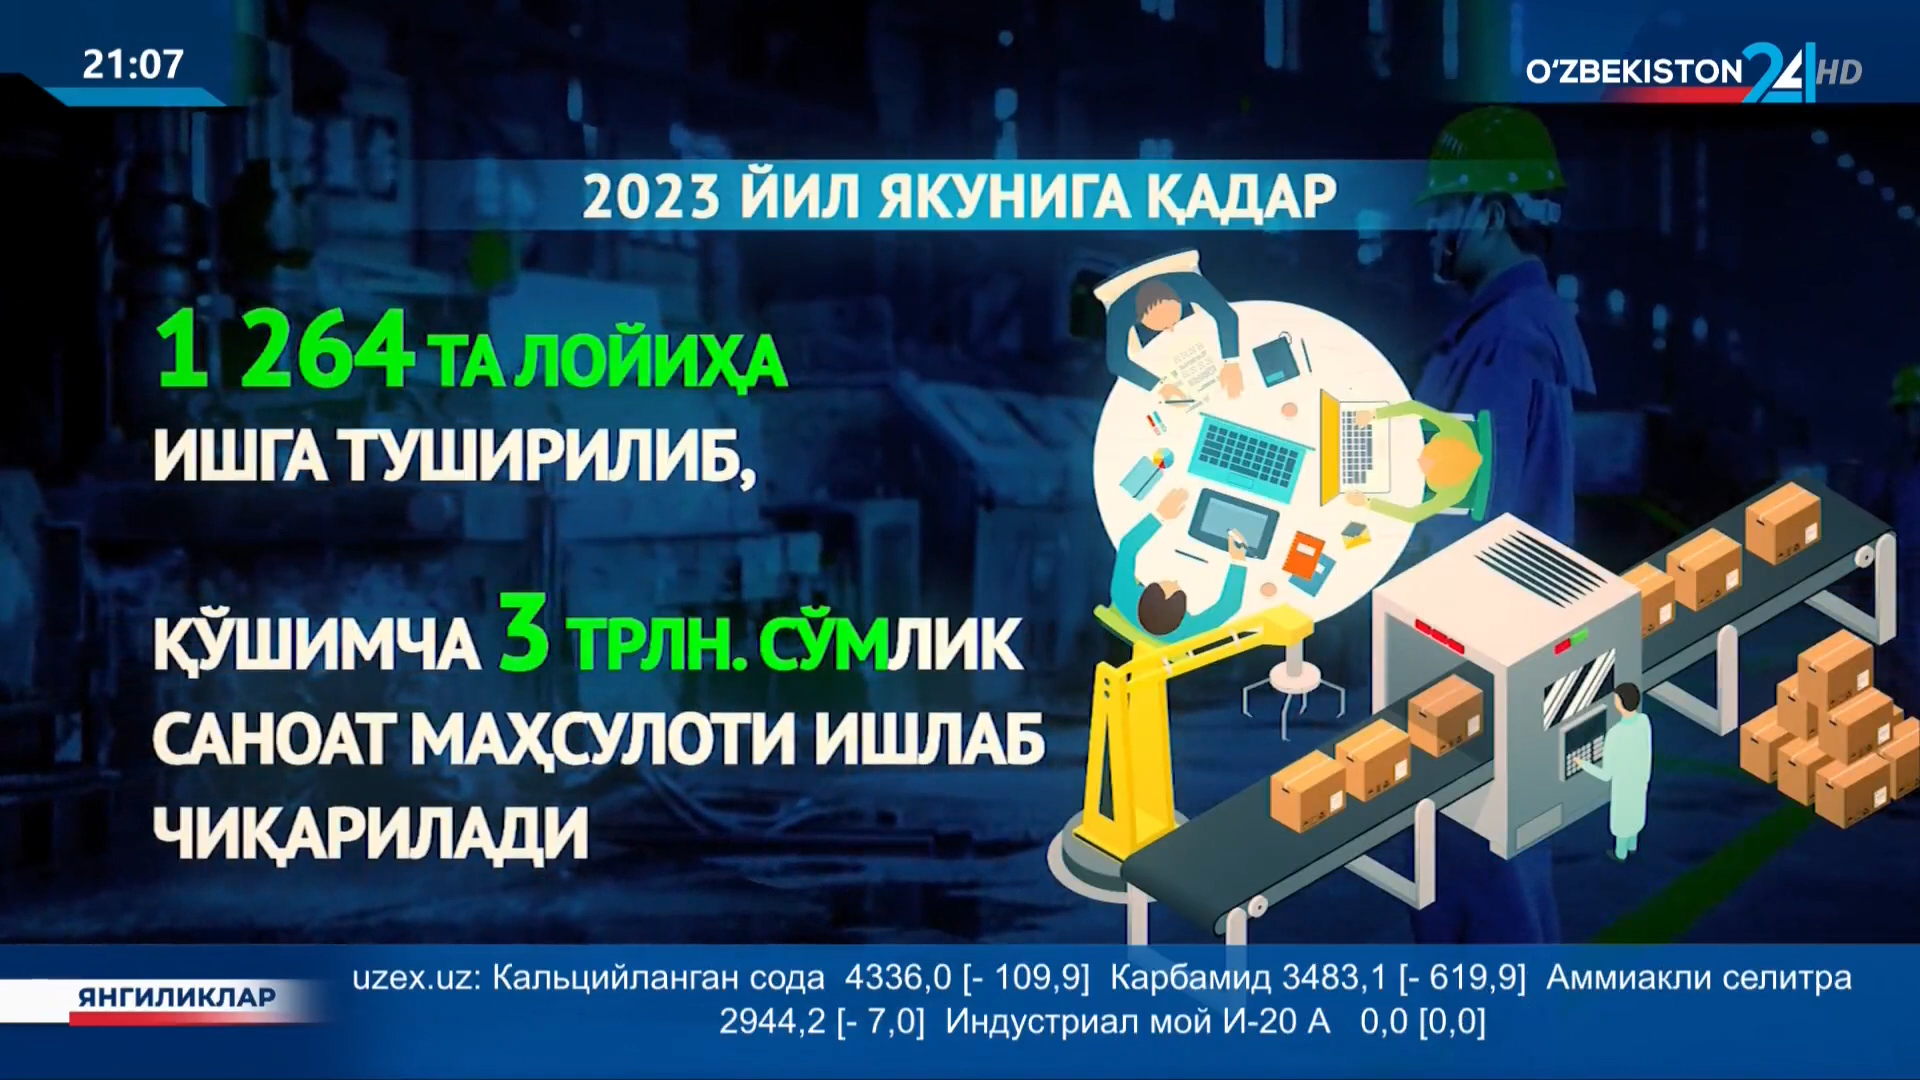 21:07
O‘ZBEKISTON 24 HD
2023 ЙИЛ ЯКУНИГА ҚАДАР
1 264 ТА ЛОЙИҲА
ИШГА ТУШИРИЛИБ,
ҚЎШИМЧА 3 ТРЛН. СЎМЛИК
САНОАТ МАҲСУЛОТИ ИШЛАБ
ЧИҚАРИЛАДИ
ЯНГИЛИКЛАР
uzex.uz: Кальцийланган сода 4336,0 [- 109,9] Карбамид 3483,1 [- 619,9] Аммиакли селитра
2944,2 [- 7,0] Индустриал мой И-20 А 0,0 [0,0]